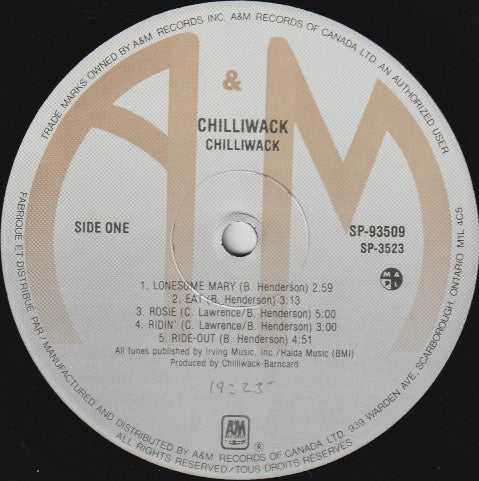 TRADE MARKS OWNED BY A&M RECORDS INC. A&M RECORDS OF CANADA LTD. AN AUTHORIZED USER.
A&M
CHILLIWACK
CHILLIWACK
SIDE ONE
SP-93509
SP-3523
MAPL
1. LONESOME MARY (B. Henderson) 2:59
2. EAT (B. Henderson) 3:13
3. ROSIE (C. Lawrence/B. Henderson) 5:00
4. RIDIN' (C. Lawrence/B. Henderson) 3:00
5. RIDE-OUT (B. Henderson) 4:51
All tunes published by Irving Music, Inc./Haida Music (BMI)
Produced by Chilliwack-Barncard
19=23
A&M
®
FABRIQUE ET DISTRIBUE PAR/MANUFACTURED AND DISTRIBUTED BY A&M RECORDS OF CANADA LTD. 939 WARDEN AVE., SCARBOROUGH, ONTARIO M1L 4C5
ALL RIGHTS RESERVED/TOUS DROITS RESERVES